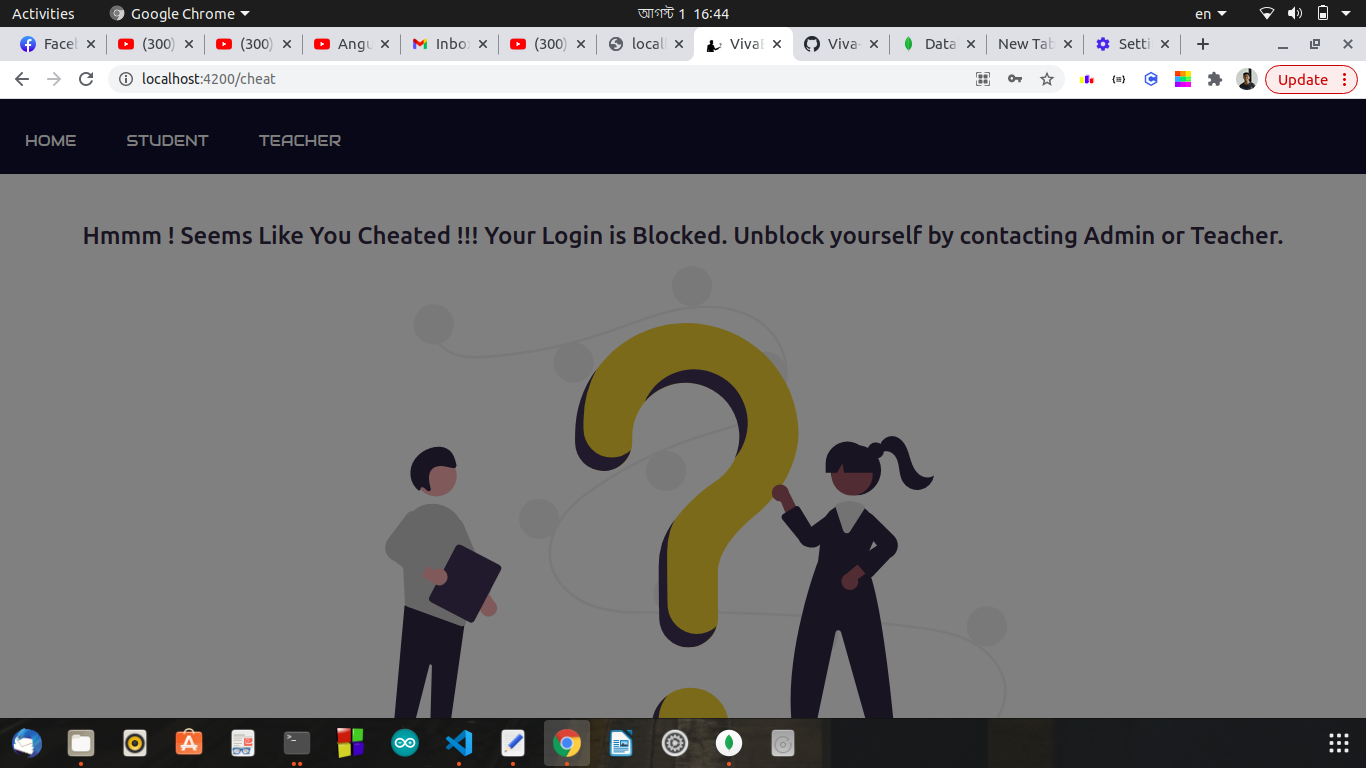 Activities Google Chrome আগস্ট 1 16:44 en
Facel (300) (300) Angu Inbox (300) local VivaE Viva- Data New Tab Setti
localhost:4200/cheat Update
HOME STUDENT TEACHER
Hmmm ! Seems Like You Cheated !!! Your Login is Blocked. Unblock yourself by contacting Admin or Teacher.